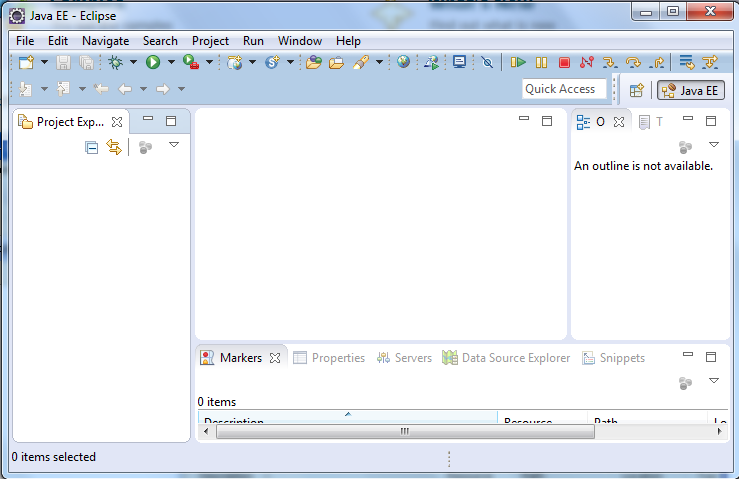 Java EE - Eclipse
File Edit Navigate Search Project Run Window Help
Quick Access
Java EE
Project Exp...
O
T
An outline is not available.
Markers Properties Servers Data Source Explorer Snippets
0 items
Description Resource Path Lo
0 items selected